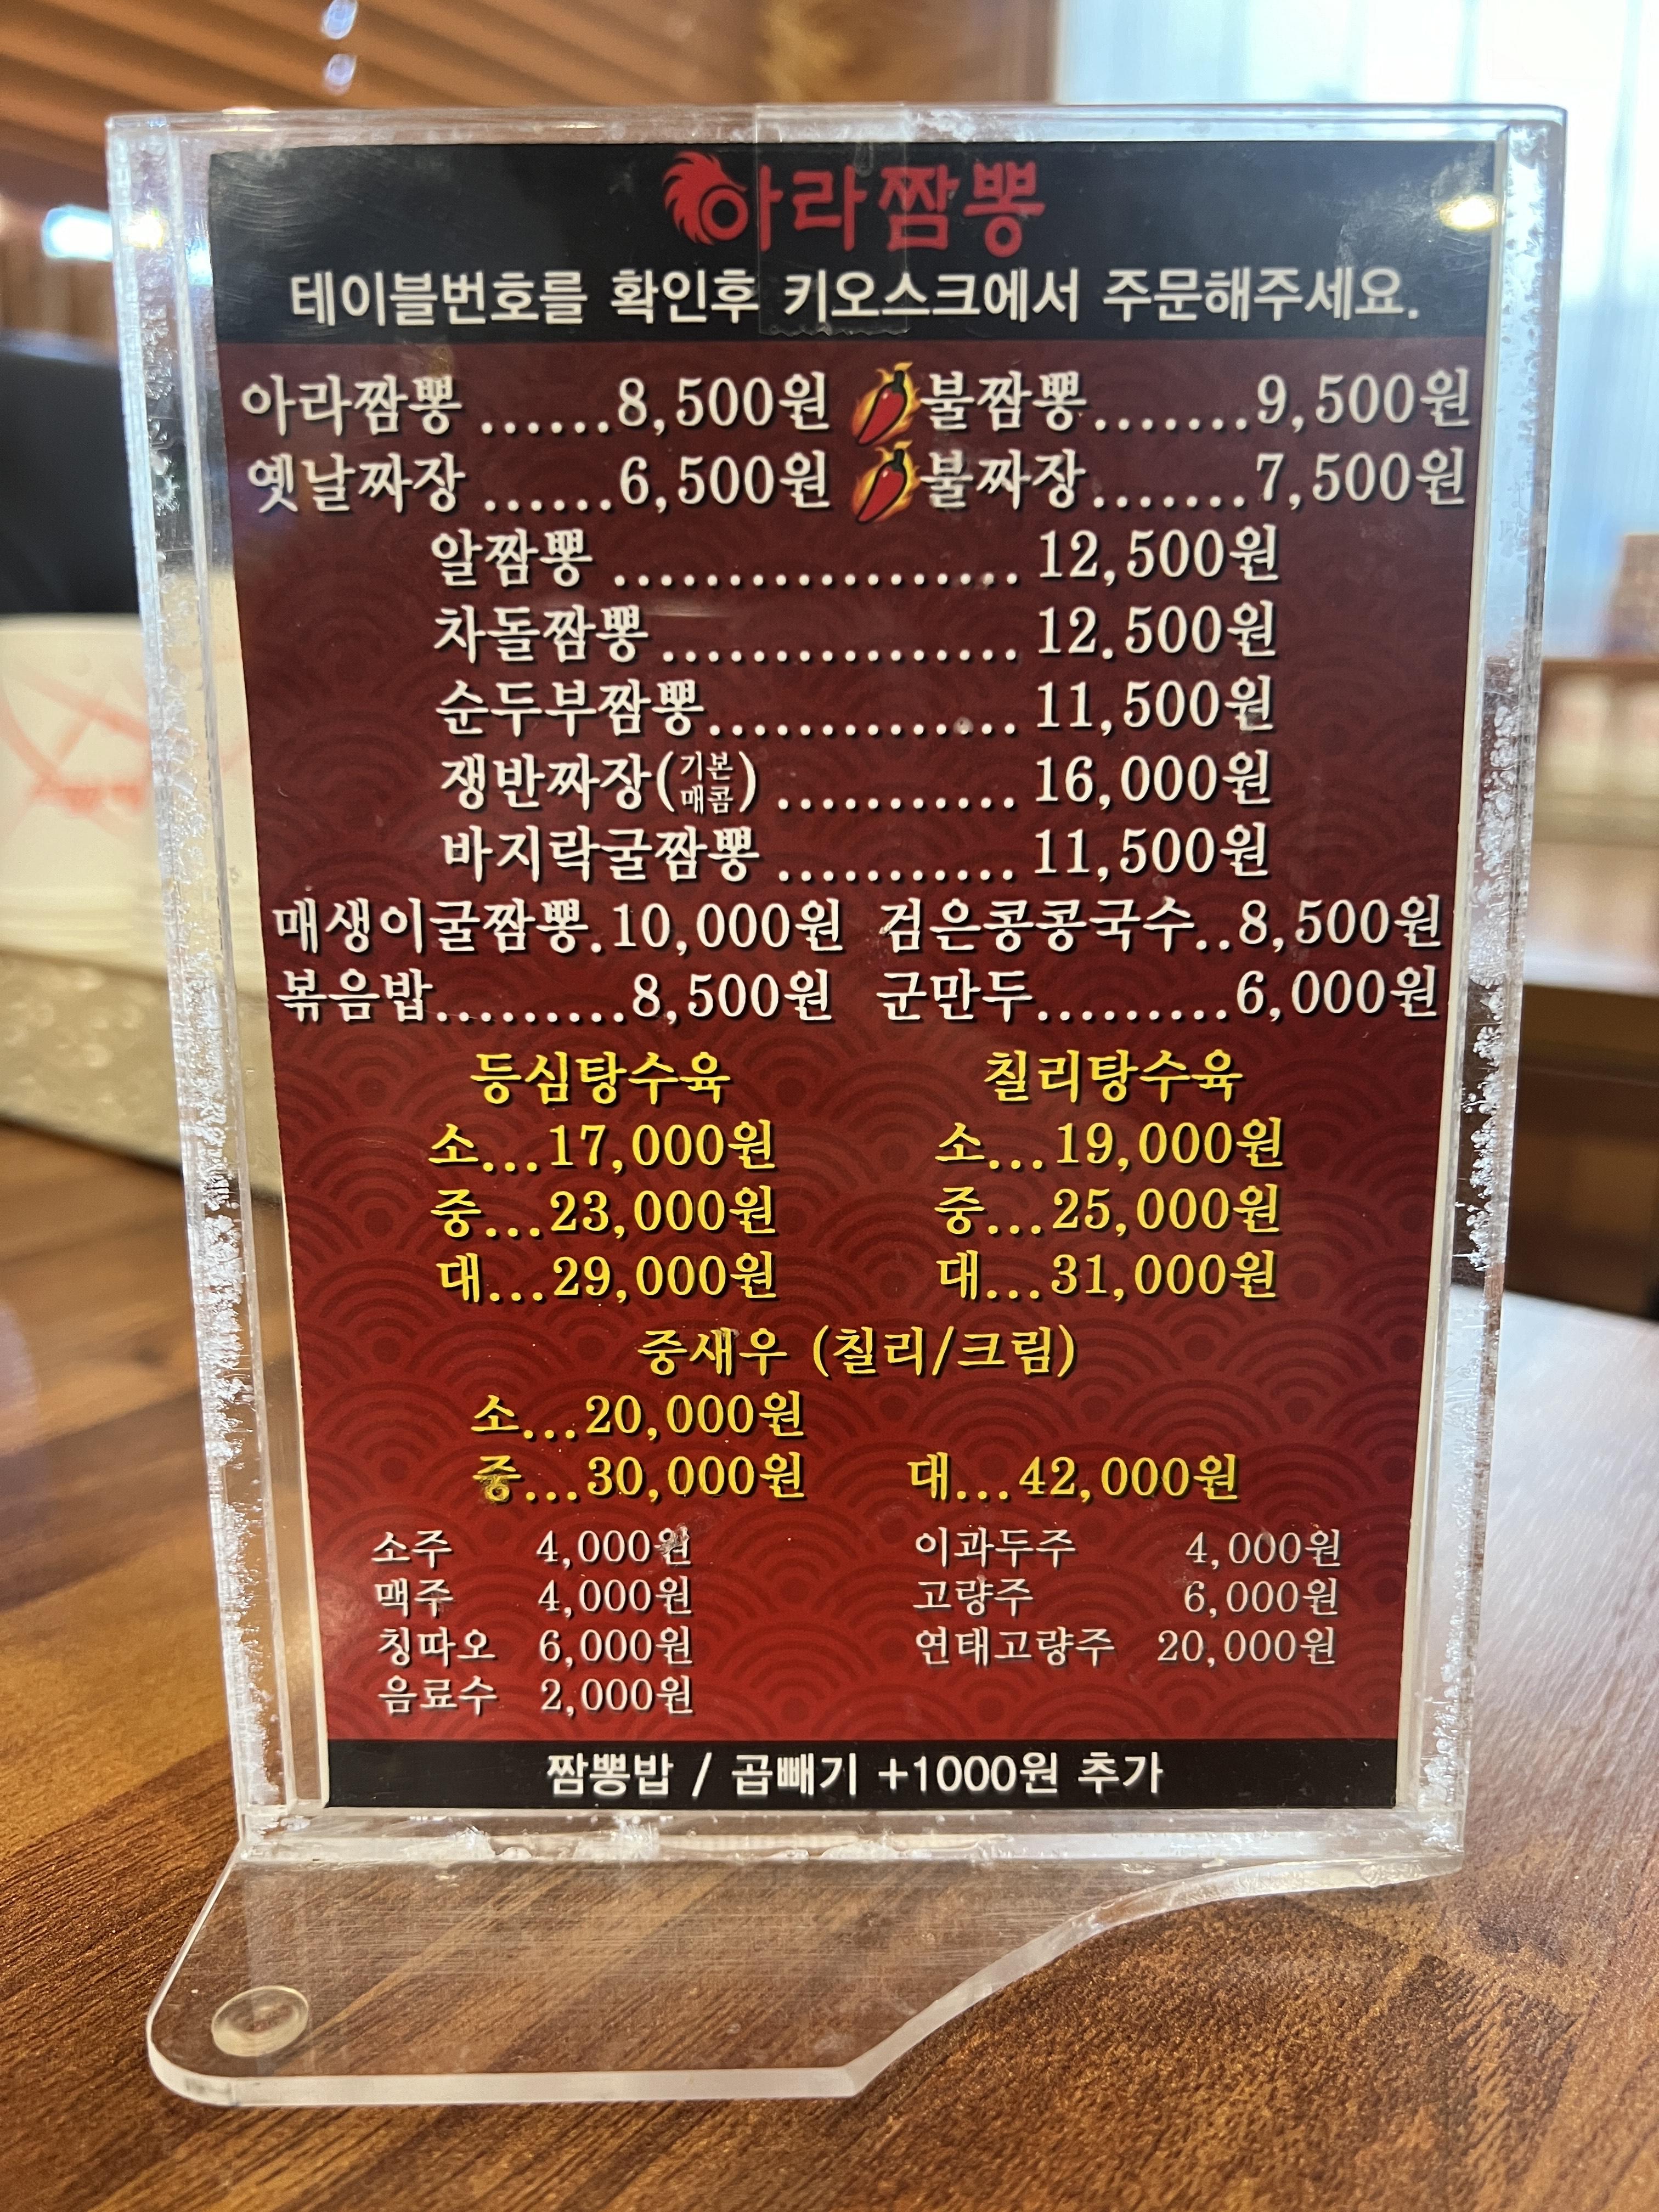 아라짬뽕
테이블번호를 확인후 키오스크에서 주문해주세요.
아라짬뽕 ......8,500원 불짬뽕.......9,500원
옛날짜장 ......6,500원 불짜장.......7,500원
알짬뽕 .................. 12,500원
차돌짬뽕 ................ 12.500원
순두부짬뽕.............. 11,500원
쟁반짜장(기본 매콤) ........... 16,000원
바지락굴짬뽕 ........... 11,500원
매생이굴짬뽕.10,000원 검은콩콩국수..8,500원
볶음밥.........8,500원 군만두.........6,000원
등심탕수육 칠리탕수육
소...17,000원 소...19,000원
중...23,000원 중...25,000원
대...29,000원 대...31,000원
중새우 (칠리/크림)
소...20,000원
중...30,000원 대...42,000원
소주 4,000원 이과두주 4,000원
맥주 4,000원 고량주 6,000원
칭따오 6,000원 연태고량주 20,000원
음료수 2,000원
짬뽕밥 / 곱빼기 +1000원 추가